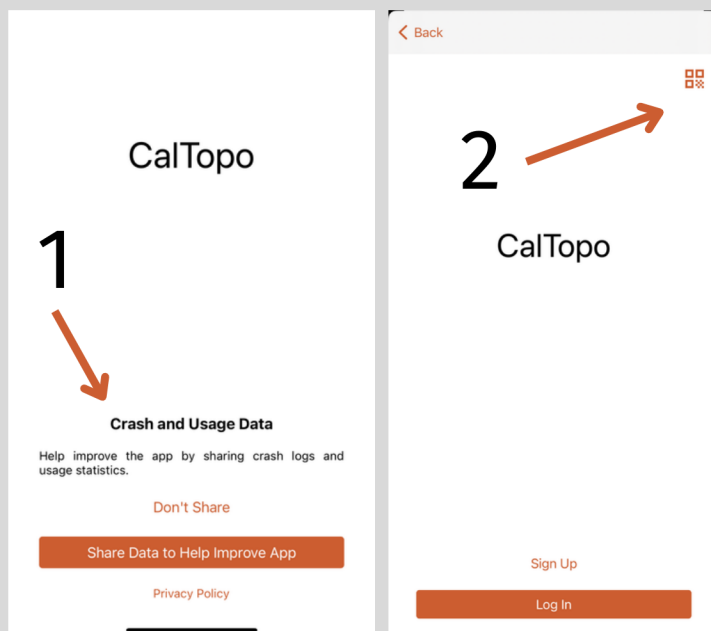 CalTopo
1
Crash and Usage Data
Help improve the app by sharing crash logs and
usage statistics.
Don't Share
Share Data to Help Improve App
Privacy Policy
Back
2
CalTopo
Sign Up
Log In